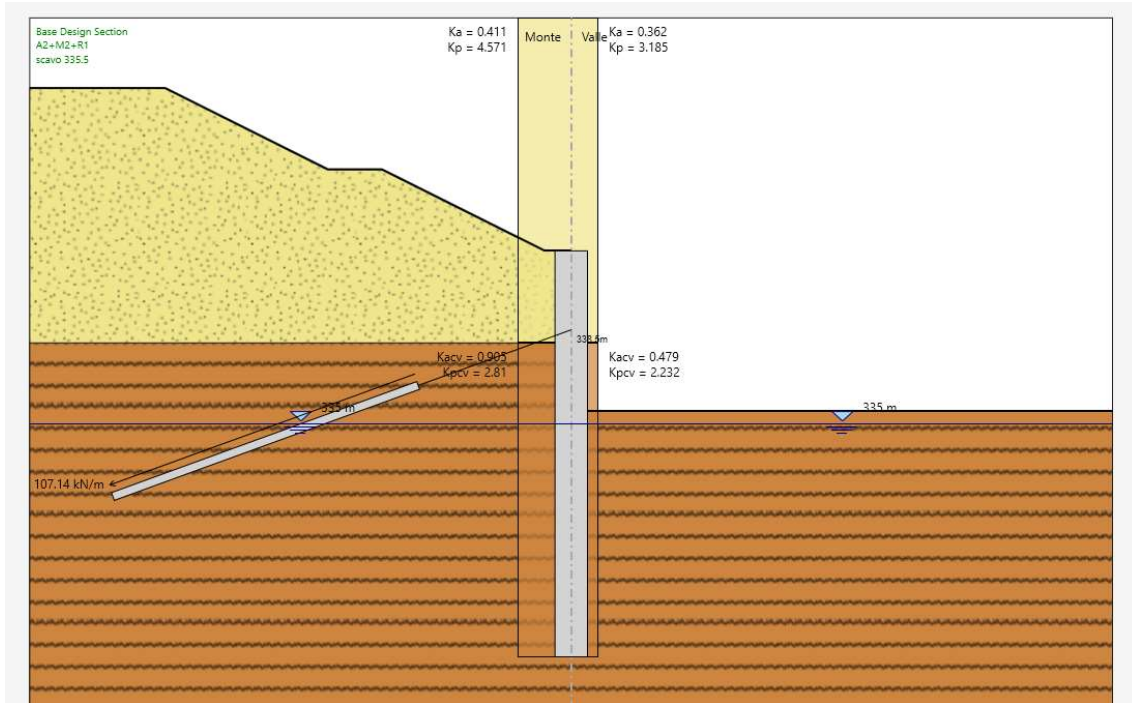 Base Design Section
A2+M2+R1
scavo 335.5
Ka = 0.411
Kp = 4.571
Monte
Valle
Ka = 0.362
Kp = 3.185
338.5m
Kacv = 0.905
Kpcv = 2.81
Kacv = 0.479
Kpcv = 2.232
335 m
335 m
107.14 kN/m